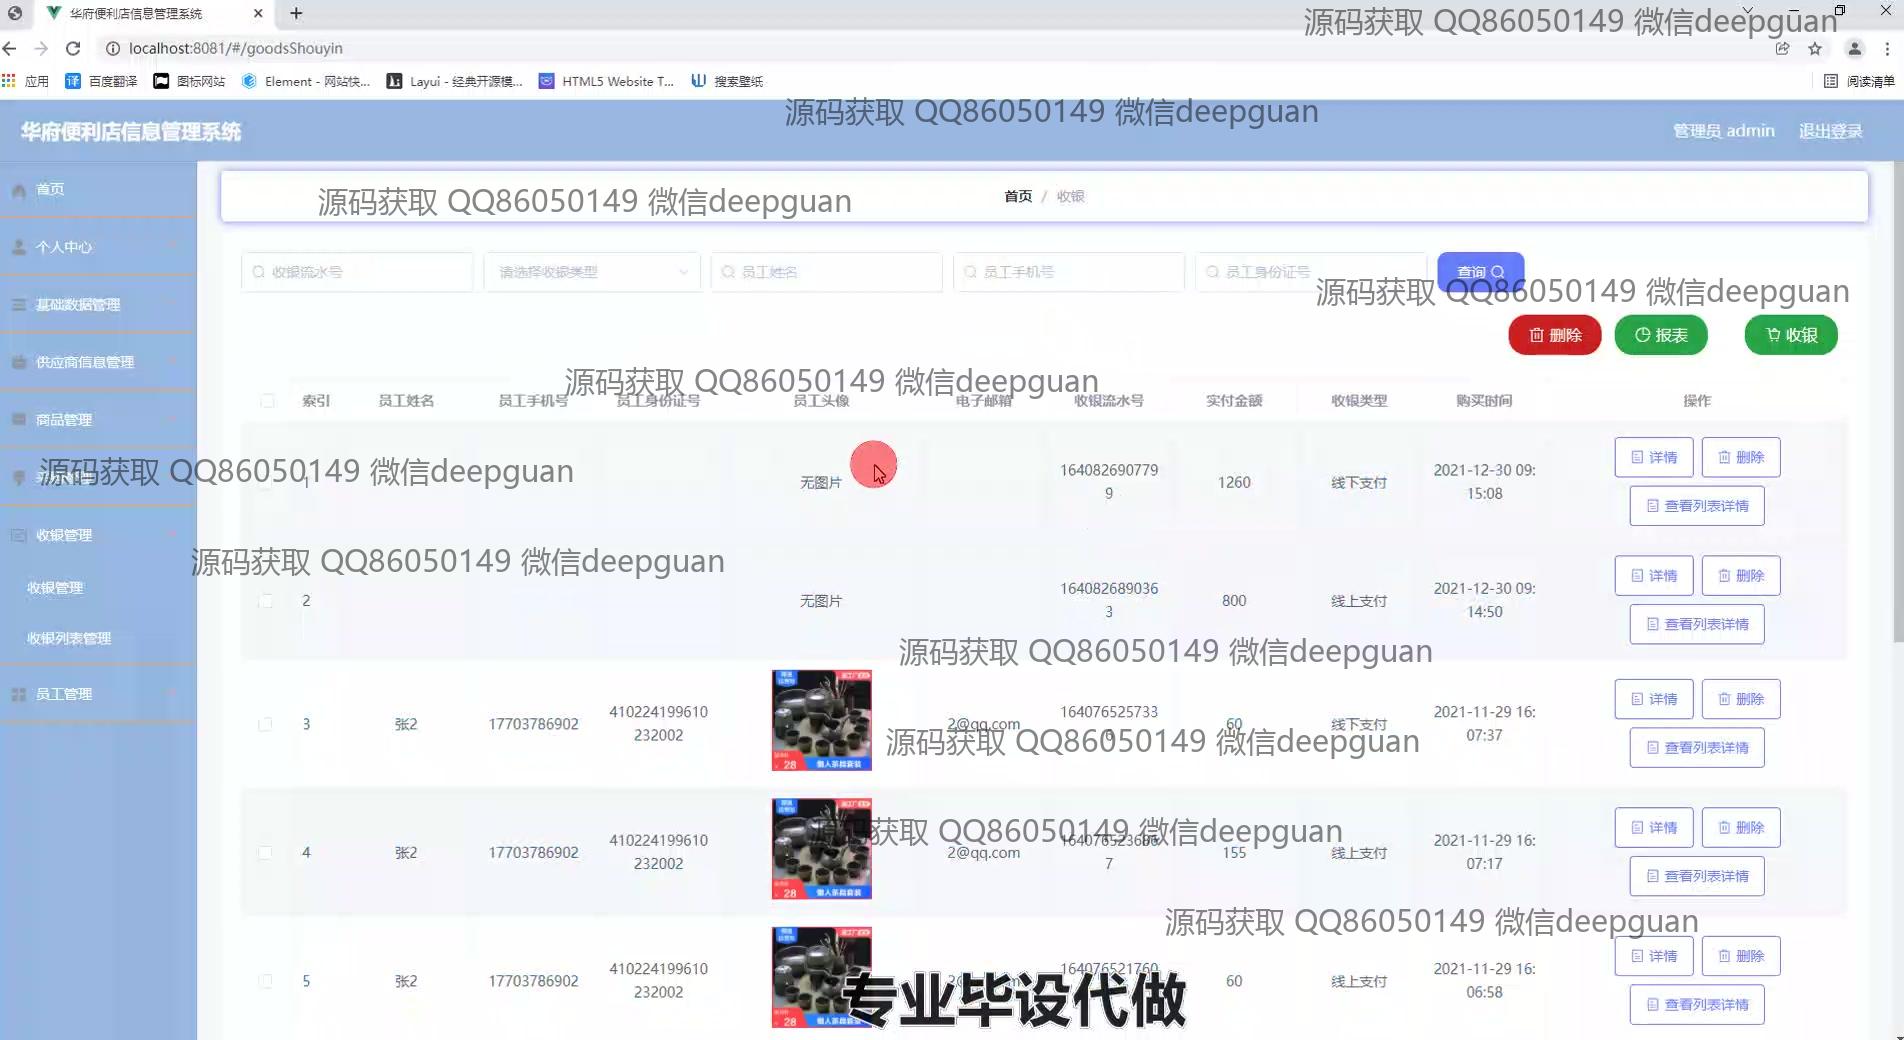 华府便利店信息管理系统
源码获取 QQ86050149 微信deepguan
localhost:8081/#/goodsShouyin
应用 百度翻译 图标网站 Element - 网站快... Layui - 经典开源模... HTML5 Website T... 搜索壁纸 阅读清单
源码获取 QQ86050149 微信deepguan
华府便利店信息管理系统 管理员 admin 退出登录
首页
个人中心
基础数据管理
供应商信息管理
商品管理
收银管理
收银管理
收银列表管理
员工管理
源码获取 QQ86050149 微信deepguan
首页 / 收银
收银流水号 请选择收银类型 员工姓名 员工手机号 员工身份证号 查询
源码获取 QQ86050149 微信deepguan
删除 报表 收银
源码获取 QQ86050149 微信deepguan
索引 员工姓名 员工手机号 员工身份证号 员工头像 电子邮箱 收银流水号 实付金额 收银类型 购买时间 操作
源码获取 QQ86050149 微信deepguan
1 无图片 164082690779 1260 线下支付 2021-12-30 09: 详情 删除
9 15:08 查看列表详情
源码获取 QQ86050149 微信deepguan
2 无图片 164082689036 800 线上支付 2021-12-30 09: 详情 删除
3 14:50 查看列表详情
源码获取 QQ86050149 微信deepguan
3 张2 17703786902 410224199610 2@qq.com 164076525733 60 线下支付 2021-11-29 16: 详情 删除
232002 07:37 查看列表详情
源码获取 QQ86050149 微信deepguan
源码获取 QQ86050149 微信deepguan
4 张2 17703786902 410224199610 2@qq.com 155 线上支付 2021-11-29 16: 详情 删除
232002 7 07:17 查看列表详情
源码获取 QQ86050149 微信deepguan
5 张2 17703786902 410224199610 164076521760 60 线上支付 2021-11-29 16: 详情 删除
232002 06:58 查看列表详情
28 懒人茶具套装
28 懒人茶具套装
28
专业毕设代做